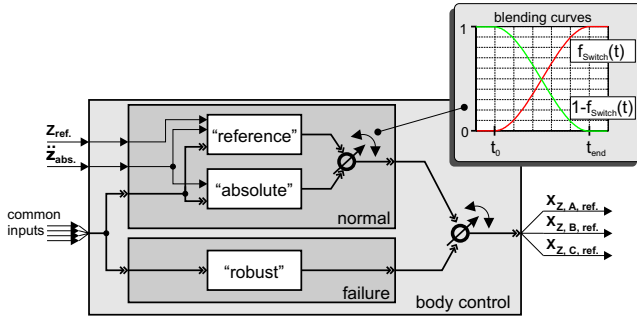 blending curves
1
f_Switch(t)
1-f_Switch(t)
0
t_0
t_end
Z_ref.
z̈_abs.
common
inputs
"reference"
"absolute"
normal
"robust"
failure
body control
X_Z, A, ref.
X_Z, B, ref.
X_Z, C, ref.